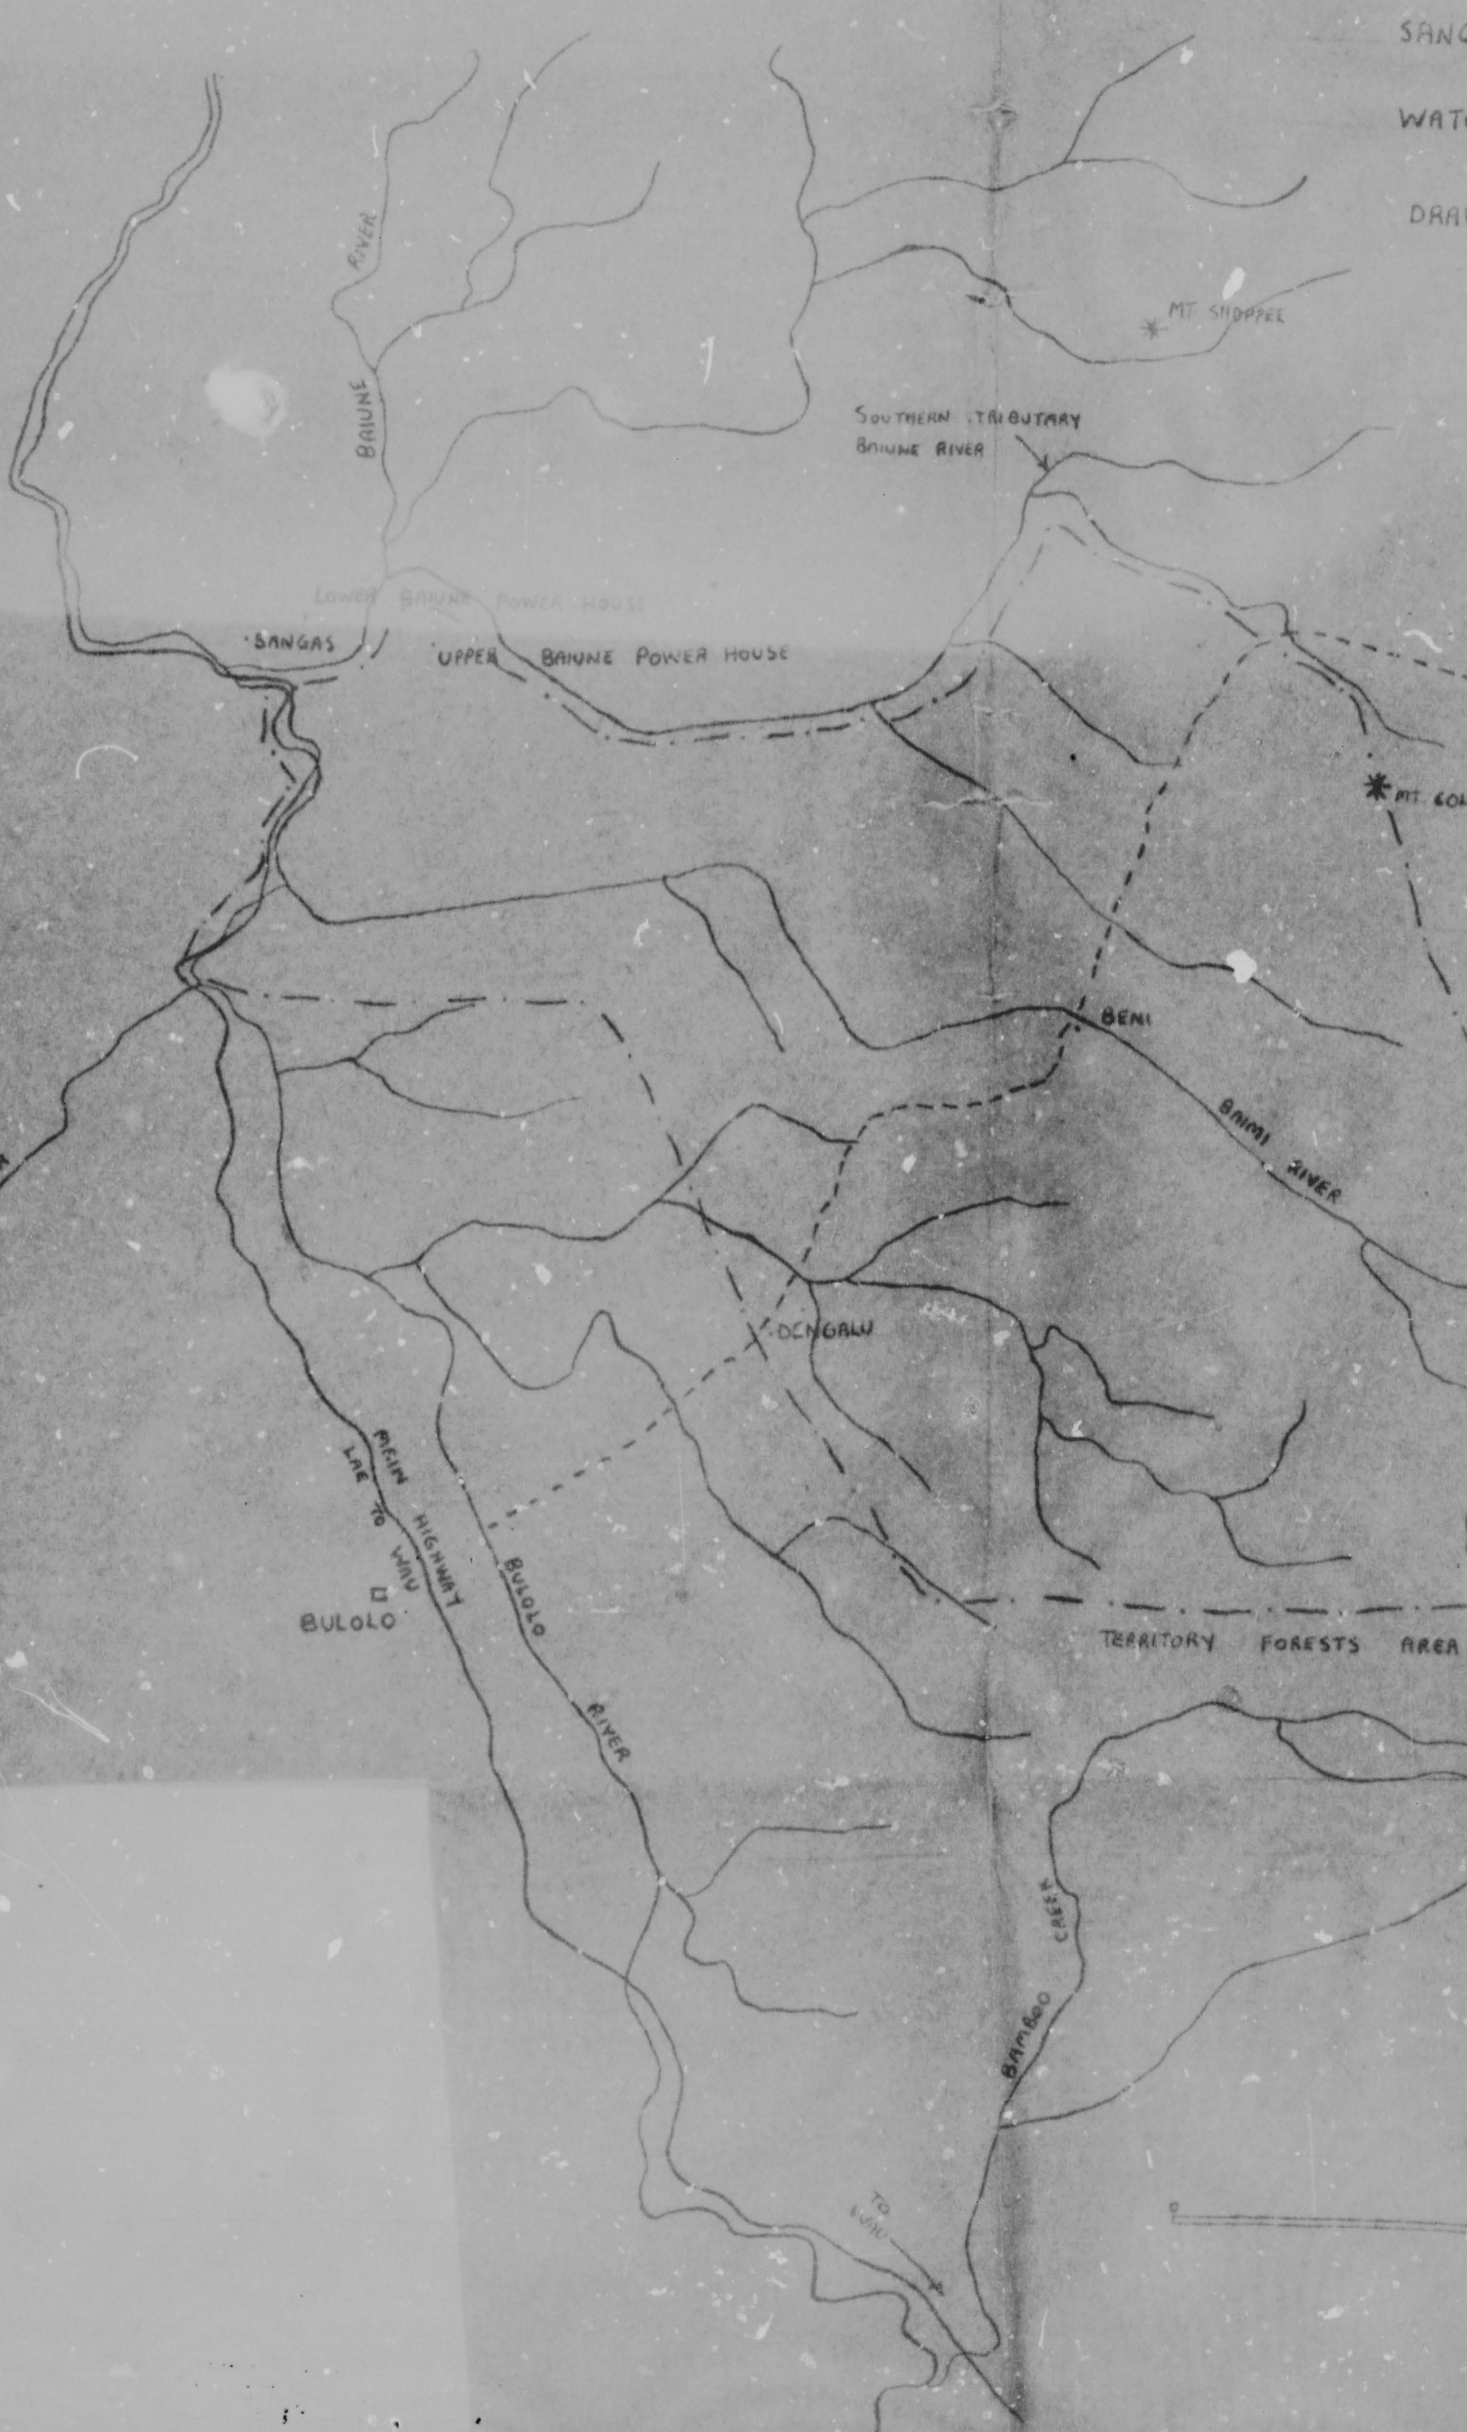 SANG
WAT
DRA
RIVER
MT. SHOPPEE
BAIUNE
SOUTHERN TRIBUTARY
BAIUNE RIVER
LOWER BAIUNE POWER HOUSE
SANGAS
UPPER BAIUNE POWER HOUSE
MT. COL
BENI
BAIMI RIVER
DENGALU
MAIN HIGHWAY
LAE TO WAU
BULOLO
BULOLO RIVER
TERRITORY FORESTS AREA
BAMBOO CREEK
TO
WAU